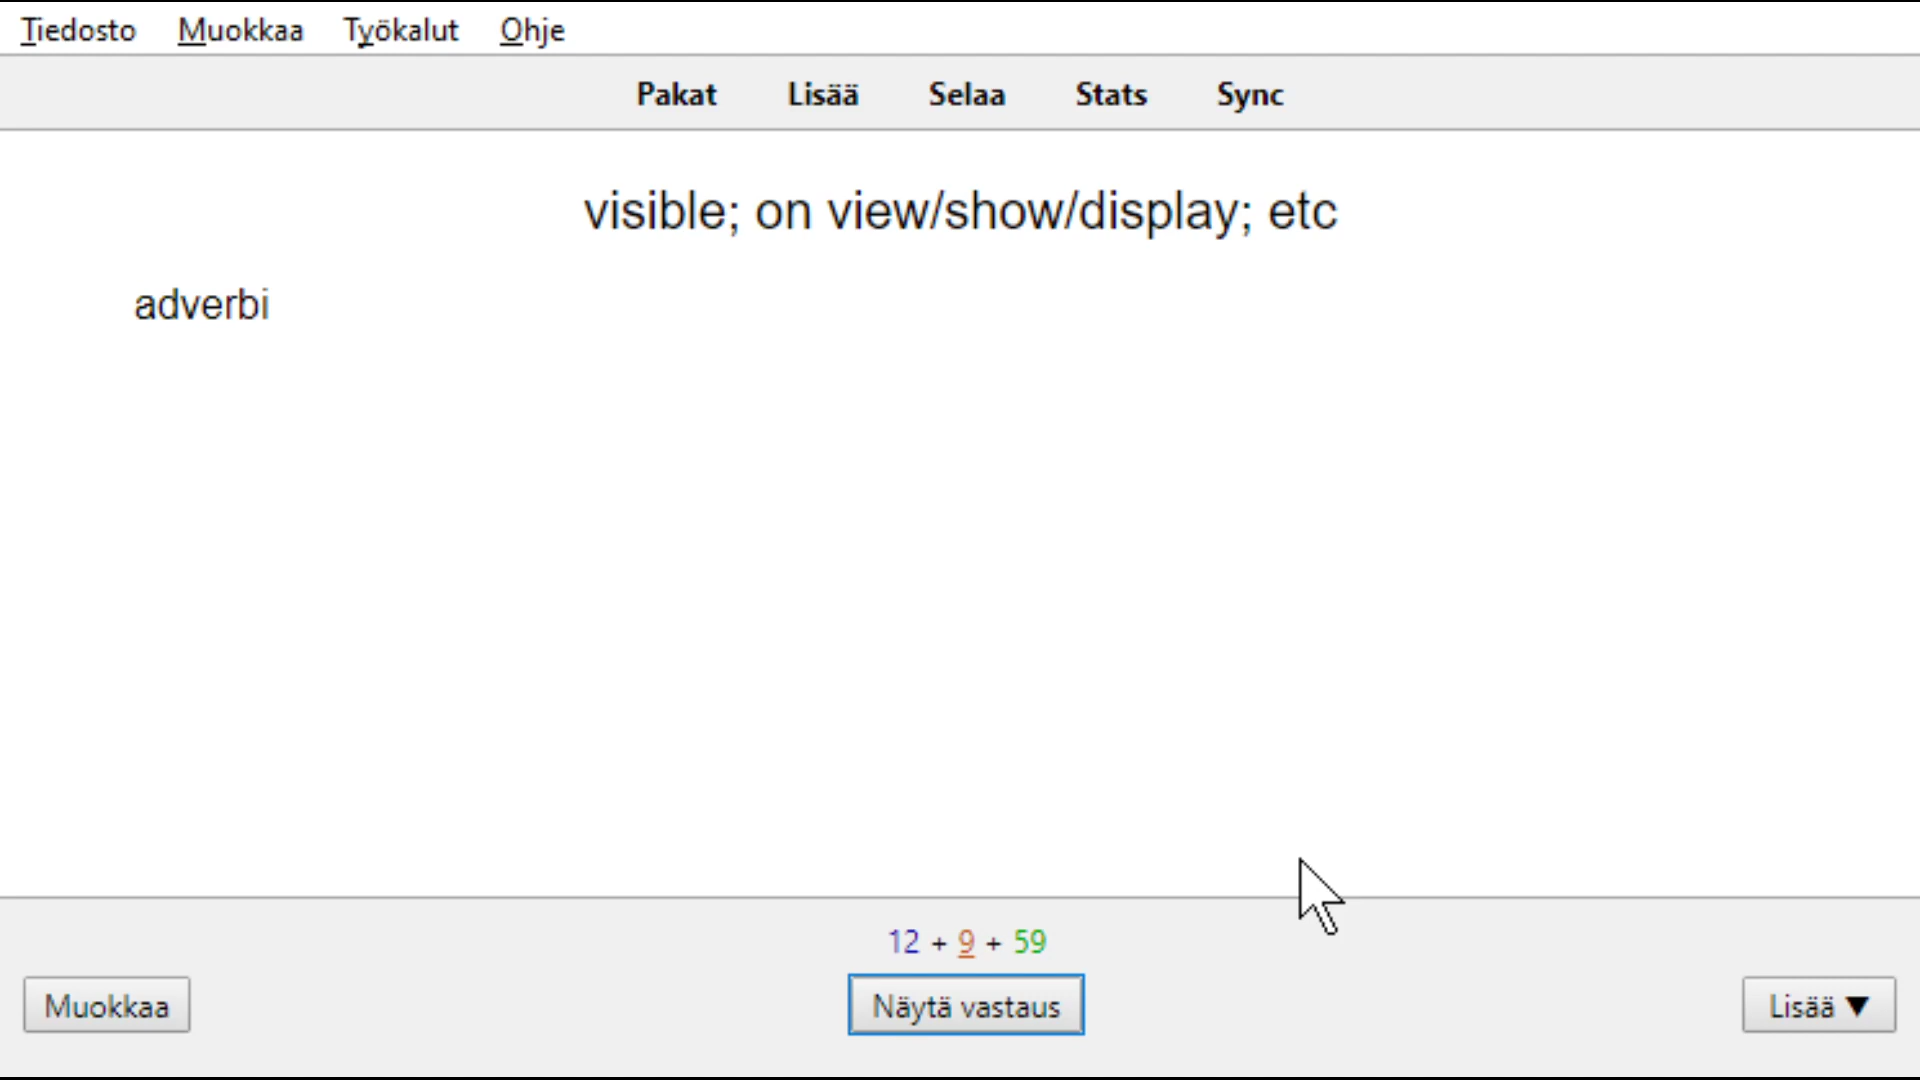 Tiedosto Muokkaa Työkalut Ohje
Pakat Lisää Selaa Stats Sync
visible; on view/show/display; etc
adverbi
12 + 9 + 59
Muokkaa Näytä vastaus Lisää ▼